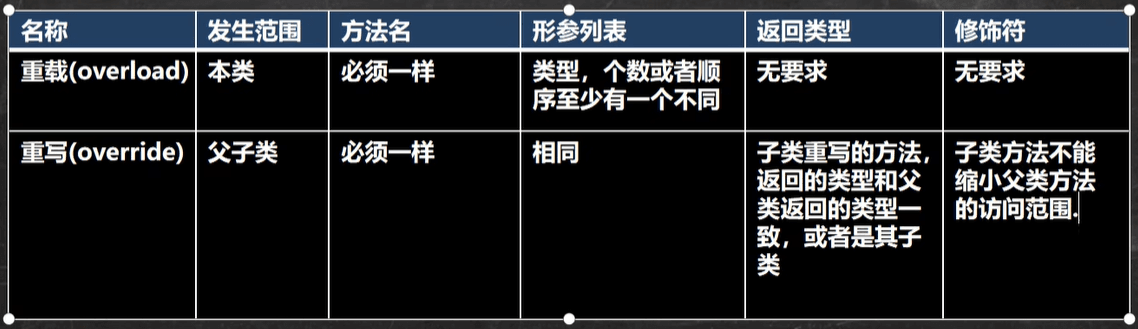 名称 发生范围 方法名 形参列表 返回类型 修饰符
重载(overload) 本类 必须一样 类型，个数或者顺 无要求 无要求
序至少有一个不同
重写(override) 父子类 必须一样 相同 子类重写的方法， 子类方法不能
返回的类型和父 缩小父类方法
类返回的类型一 的访问范围.
致，或者是其子
类